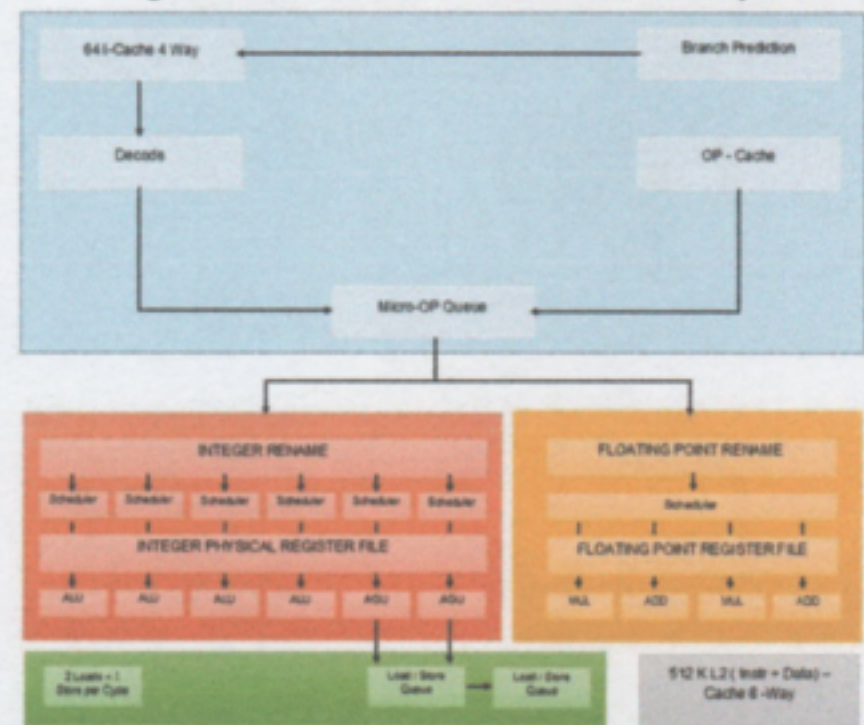 64 I-Cache 4 Way
Branch Prediction
Decode
OP - Cache
Micro-OP Queue
INTEGER RENAME
FLOATING POINT RENAME
Scheduler
Scheduler
Scheduler
Scheduler
Scheduler
Scheduler
Scheduler
INTEGER PHYSICAL REGISTER FILE
FLOATING POINT REGISTER FILE
ALU
ALU
ALU
ALU
AGU
AGU
MUL
ADD
MUL
ADD
2 Loads + 1
Store per Cycle
Load / Store
Queue
Load / Store
Queue
512 K L2 ( Instr + Data) –
Cache 8 -Way